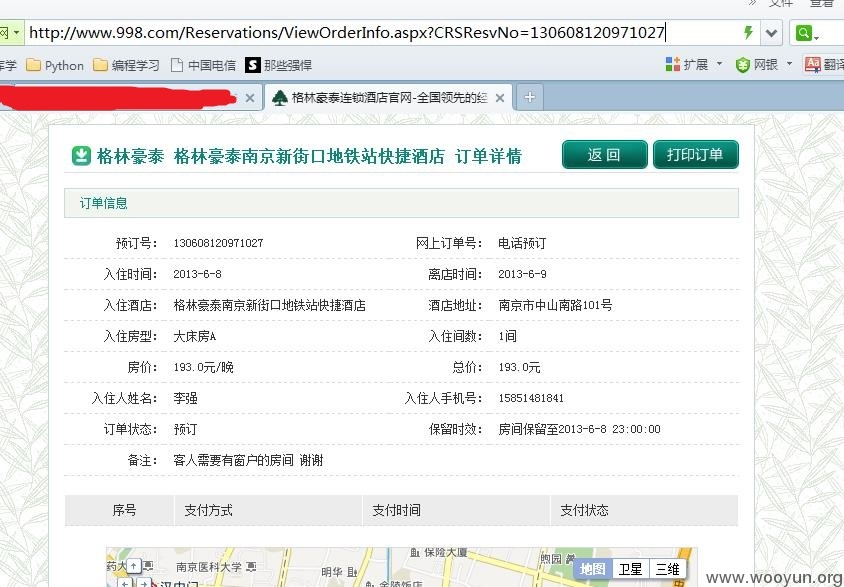 文件 查看
网 http://www.998.com/Reservations/ViewOrderInfo.aspx?CRSResvNo=130608120971027
学 Python 编程学习 中国电信 S 那些强悍 扩展 网银 翻译
格林豪泰连锁酒店官网-全国领先的经
格林豪泰 格林豪泰南京新街口地铁站快捷酒店 订单详情 返 回 打印订单
订单信息
预订号： 130608120971027 网上订单号： 电话预订
入住时间： 2013-6-8 离店时间： 2013-6-9
入住酒店： 格林豪泰南京新街口地铁站快捷酒店 酒店地址： 南京市中山南路101号
入住房型： 大床房A 入住间数： 1间
房价： 193.0元/晚 总价： 193.0元
入住人姓名： 李强 入住人手机号： 15851481841
订单状态： 预订 保留时效： 房间保留至2013-6-8 23:00:00
备注： 客人需要有窗户的房间 谢谢
序号 支付方式 支付时间 支付状态
保险大厦
药大 南京医科大学 明华 煦园 地图 卫星 三维
汉中门 金陵饭店
www.wooyun.org